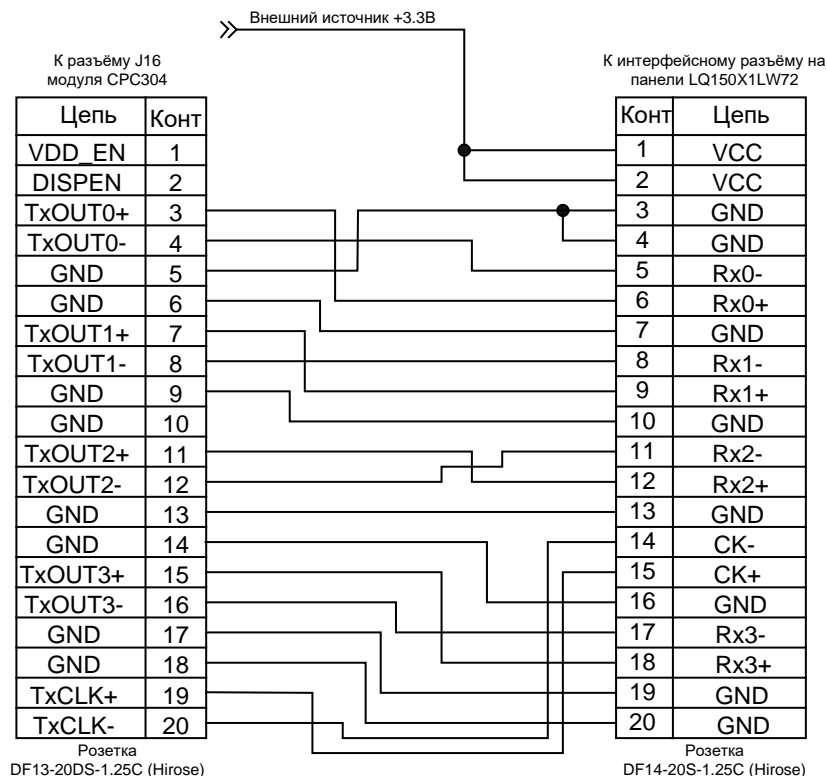 Внешний источник +3.3В
К разъёму J16
модуля CPC304
Цепь Конт
VDD_EN 1
DISPEN 2
TxOUT0+ 3
TxOUT0- 4
GND 5
GND 6
TxOUT1+ 7
TxOUT1- 8
GND 9
GND 10
TxOUT2+ 11
TxOUT2- 12
GND 13
GND 14
TxOUT3+ 15
TxOUT3- 16
GND 17
GND 18
TxCLK+ 19
TxCLK- 20
Розетка
DF13-20DS-1.25C (Hirose)
К интерфейсному разъёму на
панели LQ150X1LW72
Конт Цепь
1 VCC
2 VCC
3 GND
4 GND
5 Rx0-
6 Rx0+
7 GND
8 Rx1-
9 Rx1+
10 GND
11 Rx2-
12 Rx2+
13 GND
14 CK-
15 CK+
16 GND
17 Rx3-
18 Rx3+
19 GND
20 GND
Розетка
DF14-20S-1.25C (Hirose)